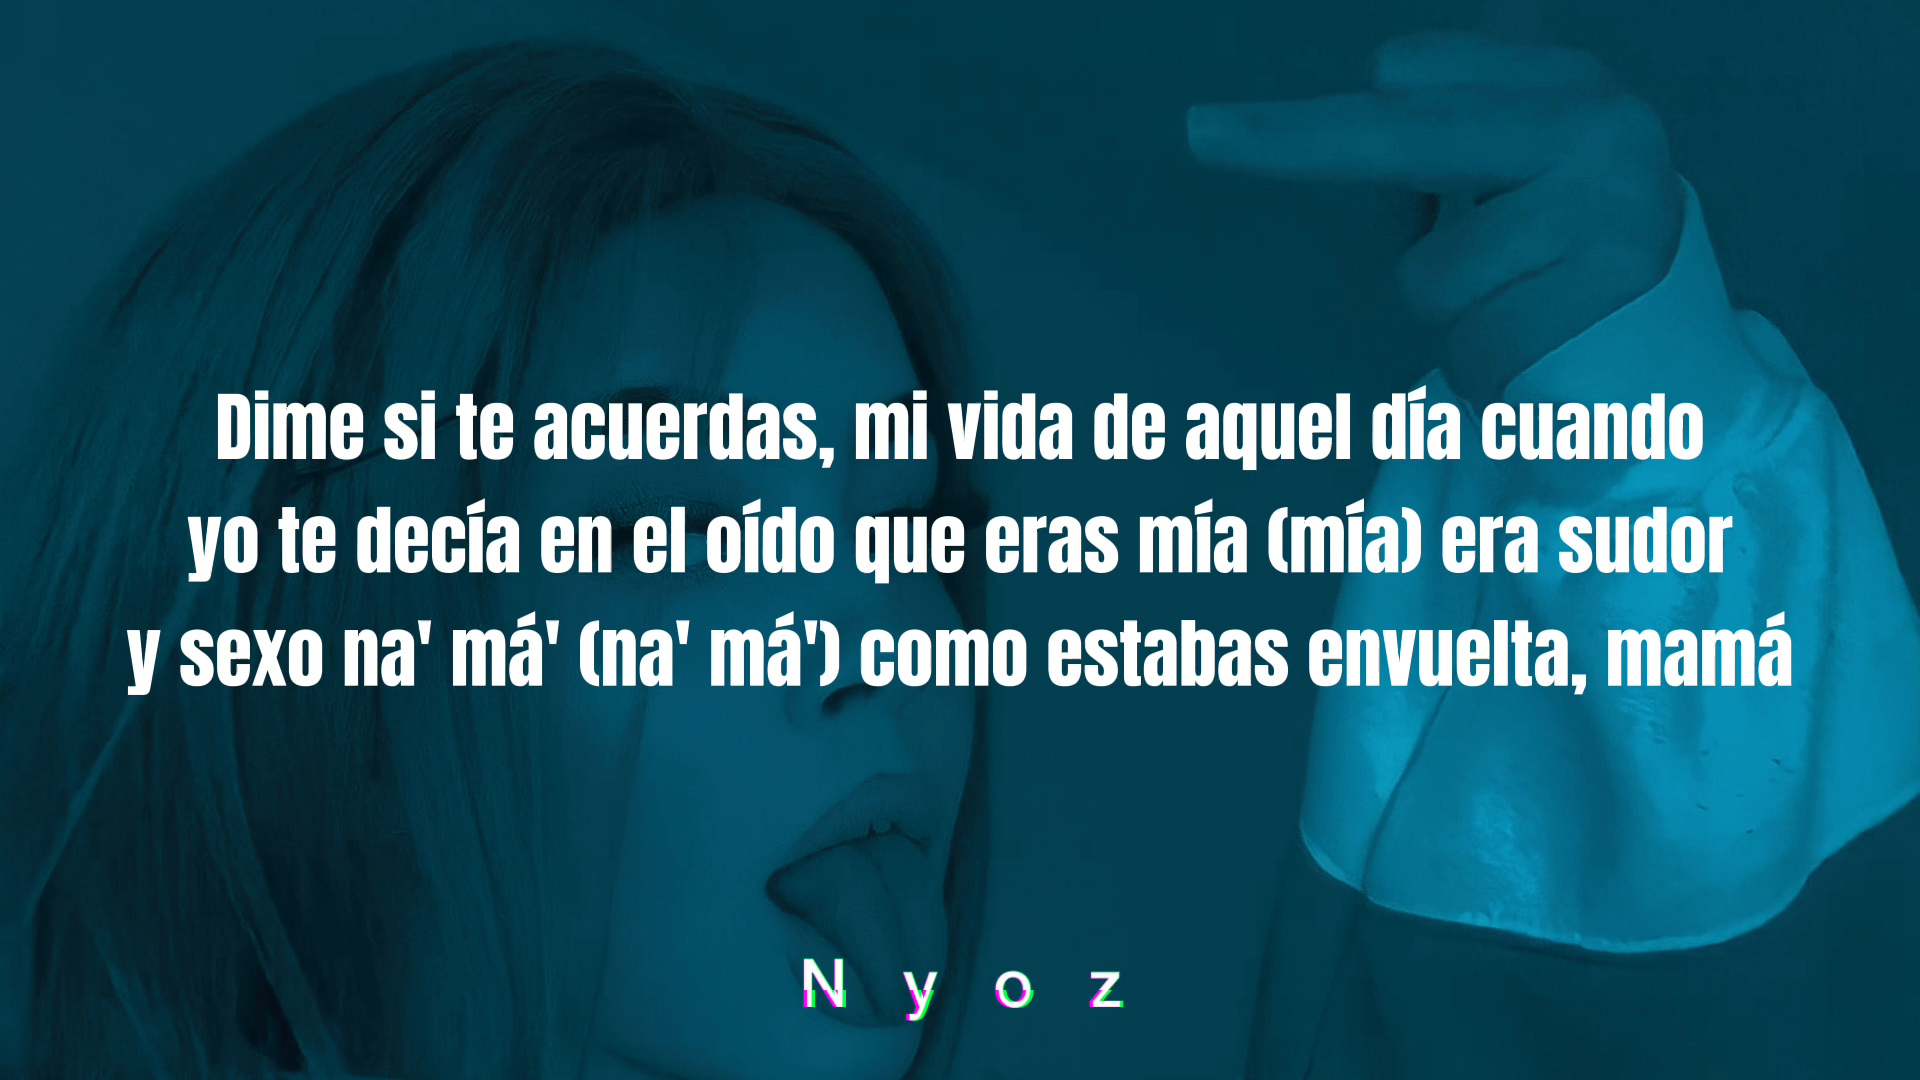 Dime si te acuerdas, mi vida de aquel día cuando
yo te decía en el oído que eras mía (mía) era sudor
y sexo na' má' (na' má') como estabas envuelta, mamá
Nyoz